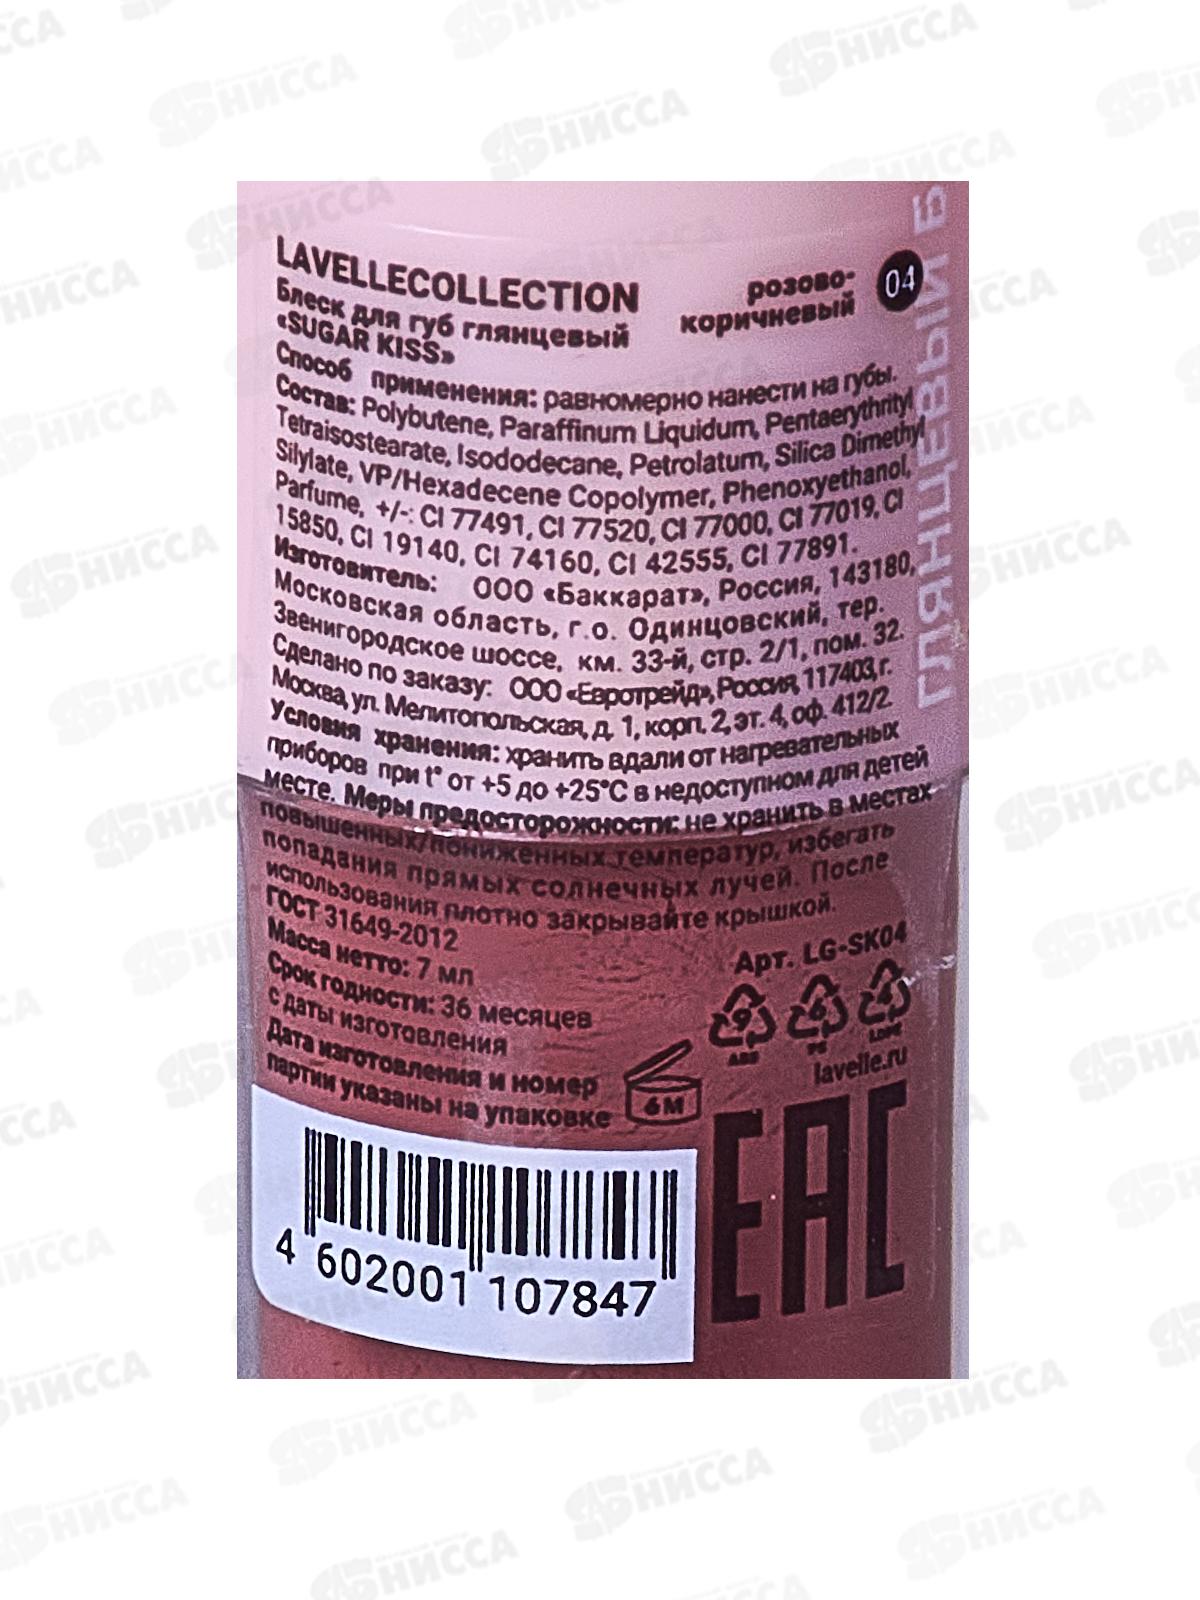 LAVELLECOLLECTION
Блеск для губ глянцевый
«SUGAR KISS»
розово-
коричневый
04
Способ применения: равномерно нанести на губы.
Состав: Polybutene, Paraffinum Liquidum, Pentaerythrityl
Tetraisostearate, Isododecane, Petrolatum, Silica Dimethyl
Silylate, VP/Hexadecene Copolymer, Phenoxyethanol,
Parfume, +/-: CI 77491, CI 77520, CI 77000, CI 77019, CI
15850, CI 19140, CI 74160, CI 42555, CI 77891.
Изготовитель: ООО «Баккарат», Россия, 143180,
Московская область, г.о. Одинцовский, тер.
Звенигородское шоссе, км. 33-й, стр. 2/1, пом. 32.
Сделано по заказу: ООО «Евротрейд», Россия, 117403, г.
Москва, ул. Мелитопольская, д. 1, корп. 2, эт. 4, оф. 412/2.
Условия хранения: хранить вдали от нагревательных
приборов при t° от +5 до +25°С в недоступном для детей
месте. Меры предосторожности: не хранить в местах
повышенных/пониженных температур, избегать
попадания прямых солнечных лучей. После
использования плотно закрывайте крышкой.
ГОСТ 31649-2012
Масса нетто: 7 мл
Срок годности: 36 месяцев
с даты изготовления
Дата изготовления и номер
партии указаны на упаковке
Арт. LG-SK04
9 6 4
ABS PS LDPE
lavelle.ru
6M
EAC
4 602001 107847
ГЛЯНЦЕВЫЙ Б
НИССА